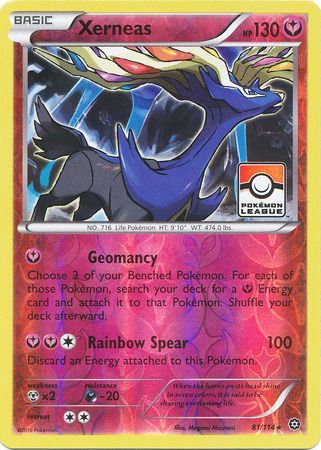 BASIC
Xerneas
HP 130
POKÉMON
LEAGUE
NO. 716 Life Pokémon HT: 9'10" WT: 474.0 lbs.
Geomancy
Choose 2 of your Benched Pokémon. For each of
those Pokémon, search your deck for a Energy
card and attach it to that Pokémon. Shuffle your
deck afterward.
Rainbow Spear 100
Discard an Energy attached to this Pokémon.
weakness resistance
×2 -20
retreat
When the horns on its head shine
in seven colors, it is said to be
sharing everlasting life.
©2016 Pokémon Illus. Megumi Mizutani 81/114